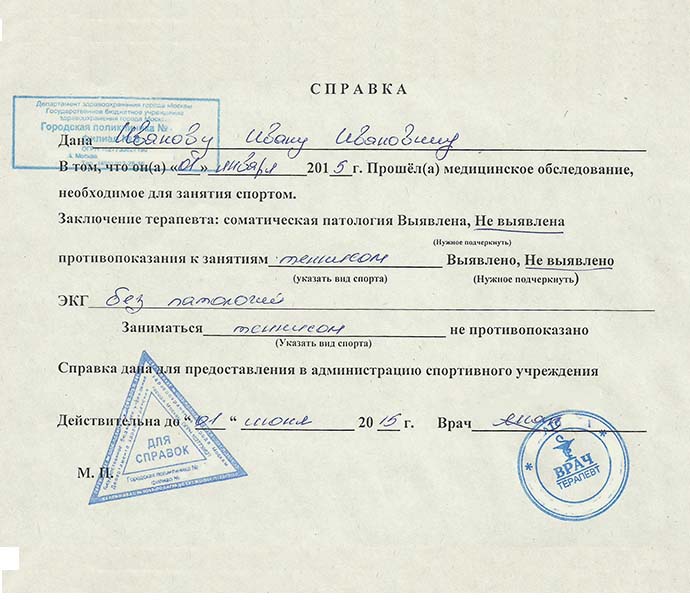 СПРАВКА
Департамент здравоохранения города Москвы
Государственное бюджетное учреждение
здравоохранения города Москвы
Городская поликлиника №
Филиал
г. Москва
Дана Иванову Ивану Ивановичу
В том, что он(а) «01» января 2015г. Прошёл(а) медицинское обследование,
необходимое для занятия спортом.
Заключение терапевта: соматическая патология Выявлена, Не выявлена
(Нужное подчеркнуть)
противопоказания к занятиям теннисом Выявлено, Не выявлено
(указать вид спорта) (Нужное подчеркнуть)
ЭКГ без патологий
Заниматься теннисом не противопоказано
(Указать вид спорта)
Справка дана для предоставления в администрацию спортивного учреждения
Действительна до “ 01 “ июня 20 15 г. Врач
М. П.
ДЛЯ
СПРАВОК
Городская поликлиника №
филиал №
ВРАЧ
ТЕРАПЕВТ